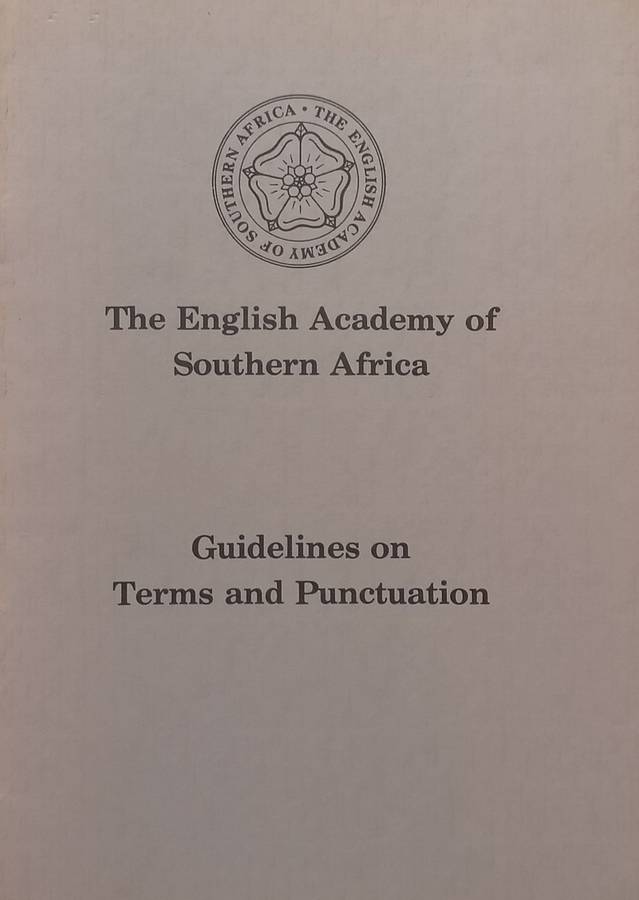 THE ENGLISH ACADEMY OF SOUTHERN AFRICA •
The English Academy of
Southern Africa
Guidelines on
Terms and Punctuation